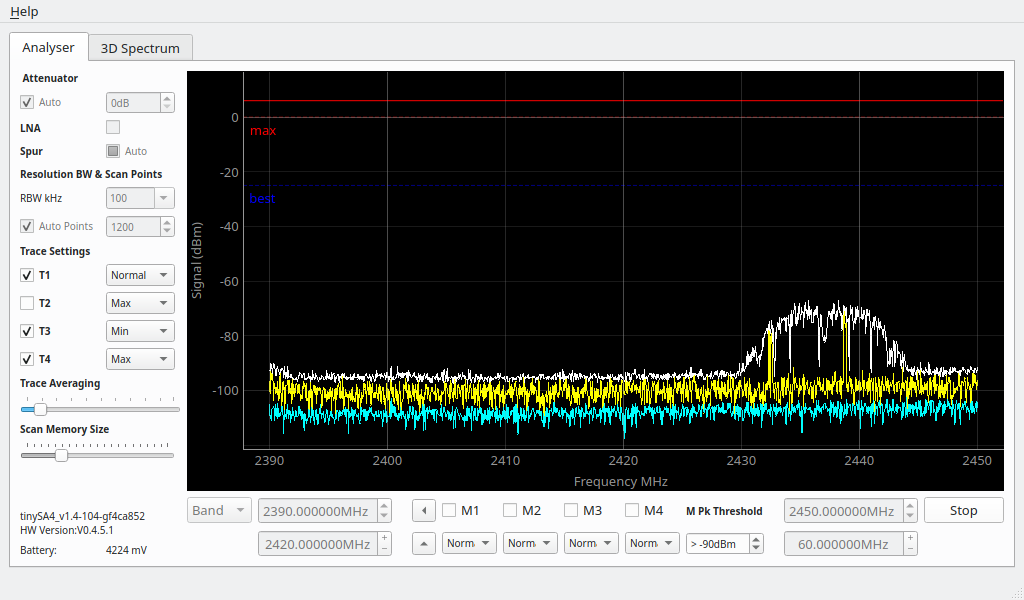 Help
Analyser
3D Spectrum
Attenuator
Auto
0dB
LNA
Spur
Auto
Resolution BW & Scan Points
RBW kHz
100
Auto Points
1200
Trace Settings
T1
Normal
T2
Max
T3
Min
T4
Max
Trace Averaging
Scan Memory Size
tinySA4_v1.4-104-gf4ca852
HW Version:V0.4.5.1
Battery:
4224 mV
0
max
-20
best
-40
Signal (dBm)
-60
-80
-100
2390
2400
2410
2420
2430
2440
2450
Frequency MHz
Band
2390.000000MHz
M1
M2
M3
M4
M Pk Threshold
2450.000000MHz
Stop
2420.000000MHz
Norm
Norm
Norm
Norm
> -90dBm
60.000000MHz